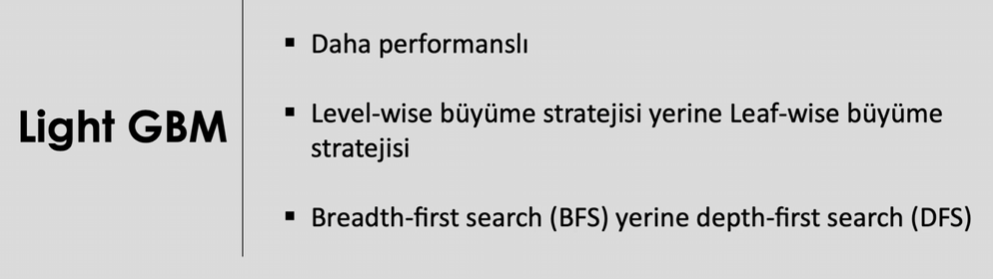 Light GBM
▪ Daha performanslı
▪ Level-wise büyüme stratejisi yerine Leaf-wise büyüme
stratejisi
▪ Breadth-first search (BFS) yerine depth-first search (DFS)